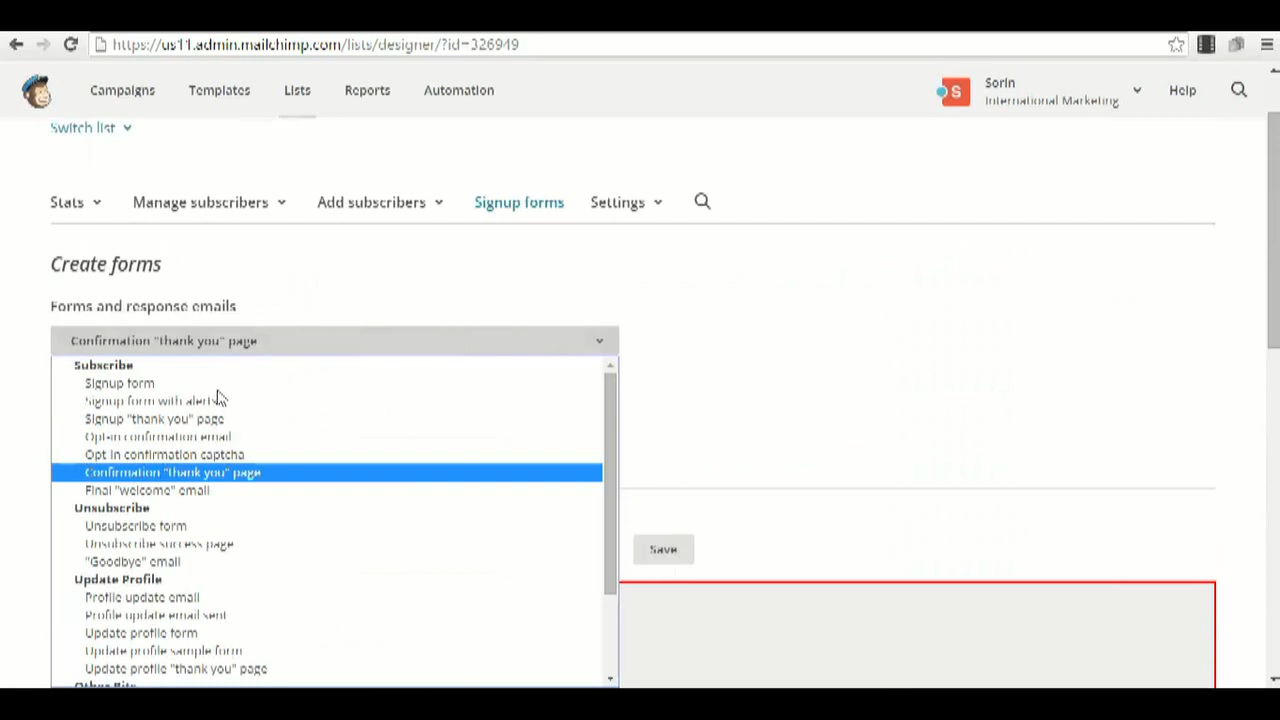 https://us11.admin.mailchimp.com/lists/designer/?id=326949
Campaigns Templates Lists Reports Automation
S Sorin
International Marketing
Help
Switch list
Stats Manage subscribers Add subscribers Signup forms Settings
Create forms
Forms and response emails
Confirmation "thank you" page
Subscribe
Signup form
Signup form with alerts
Signup "thank you" page
Opt-in confirmation email
Opt-in confirmation captcha
Confirmation "thank you" page
Final "welcome" email
Unsubscribe
Unsubscribe form
Unsubscribe success page
"Goodbye" email
Update Profile
Profile update email
Profile update email sent
Update profile form
Update profile sample form
Update profile "thank you" page
Other Bits
Save